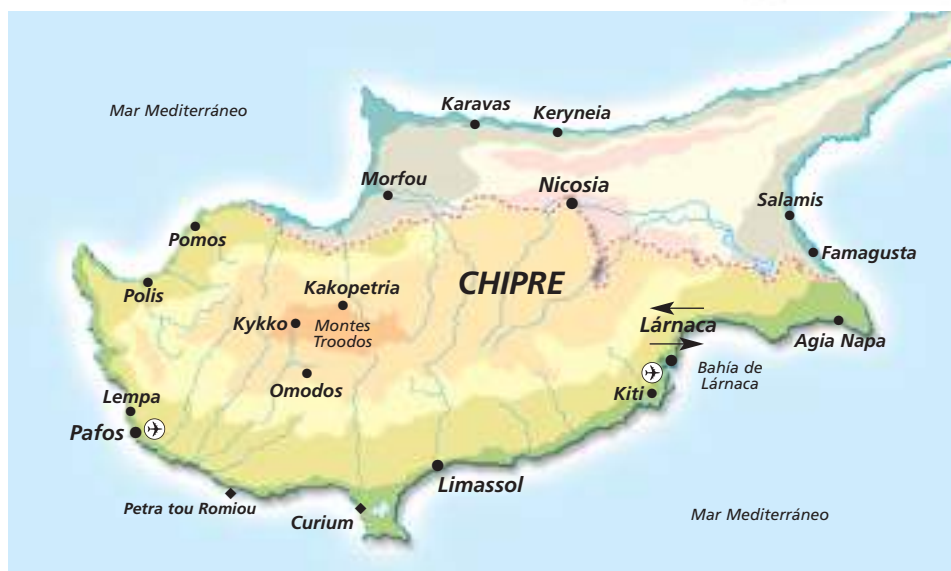 Karavas
Mar Mediterráneo
Keryneia
Morfou
Nicosia
Salamis
Pomos
Famagusta
CHIPRE
Polis
Kakopetria
Kykko
Montes
Troodos
Lárnaca
Agia Napa
Bahía de
Lárnaca
Omodos
Kiti
Lempa
Pafos
Limassol
Petra tou Romiou
Curium
Mar Mediterráneo